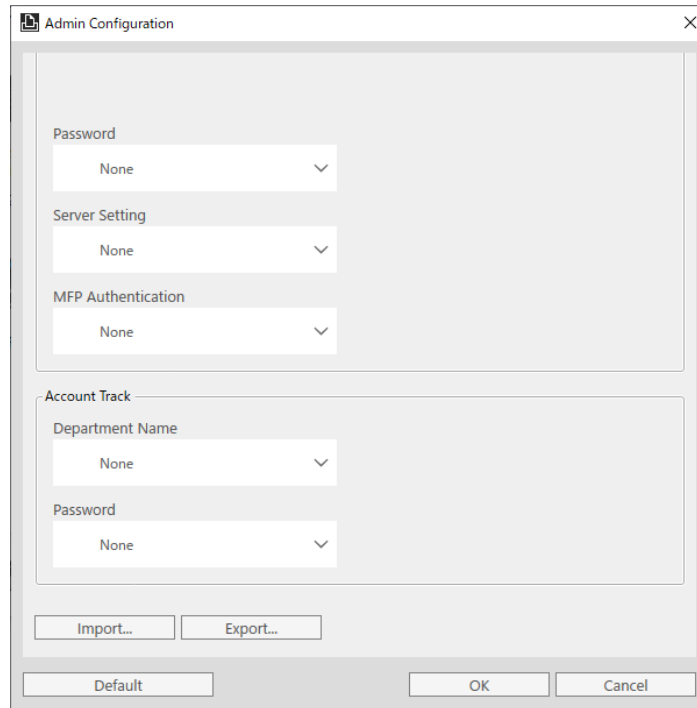 Admin Configuration
Password
None
Server Setting
None
MFP Authentication
None
Account Track
Department Name
None
Password
None
Import... Export...
Default OK Cancel